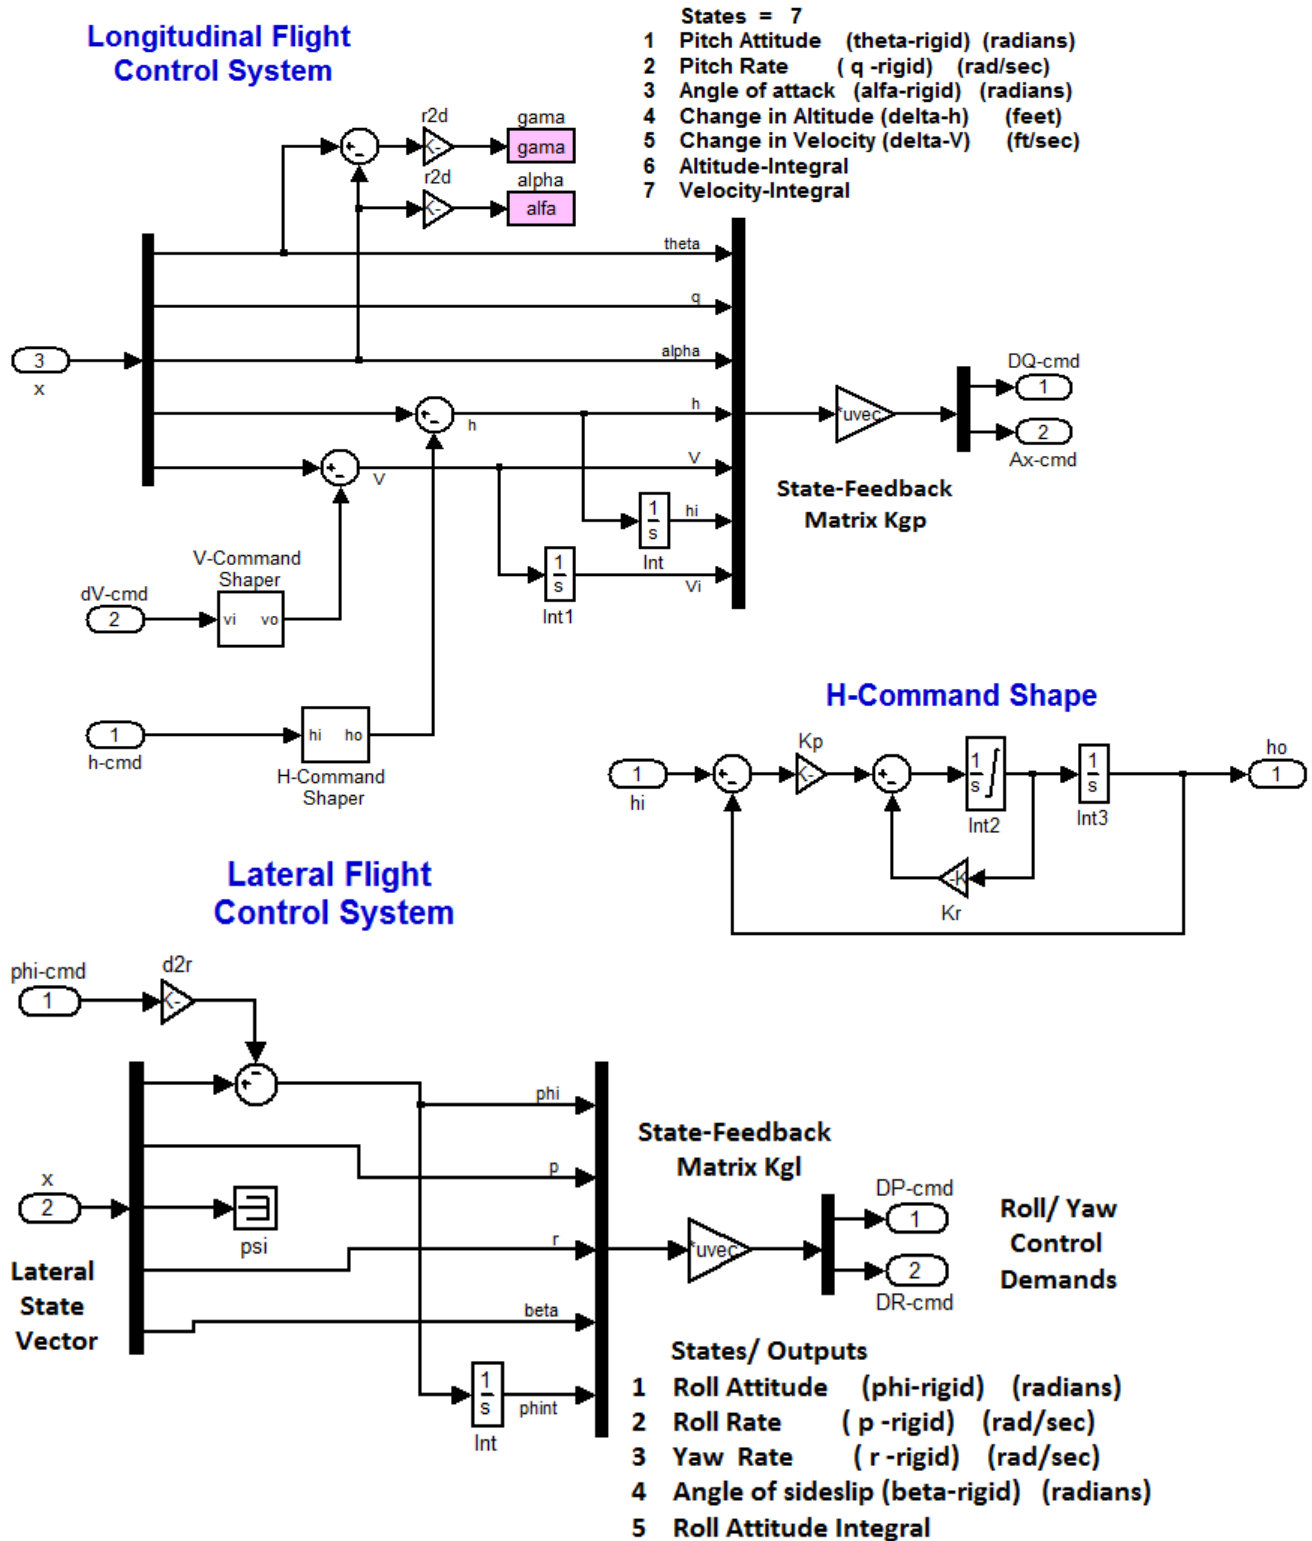 Longitudinal Flight
Control System
States = 7
1 Pitch Attitude (theta-rigid) (radians)
2 Pitch Rate ( q -rigid) (rad/sec)
3 Angle of attack (alfa-rigid) (radians)
4 Change in Altitude (delta-h) (feet)
5 Change in Velocity (delta-V) (ft/sec)
6 Altitude-Integral
7 Velocity-Integral
r2d
gama
K-
gama
r2d
alpha
K-
alfa
theta
q
3
x
alpha
h
h
V
V
*uvec
DQ-cmd
1
2
Ax-cmd
State-Feedback
Matrix Kgp
1
s
hi
Int
1
s
Vi
Int1
V-Command
Shaper
dV-cmd
2
vi vo
1
h-cmd
hi ho
H-Command
Shaper
H-Command Shape
1
hi
Kp
K-
1
s
Int2
1
s
Int3
ho
1
-K
Kr
Lateral Flight
Control System
phi-cmd
1
d2r
K-
phi
p
x
2
psi
r
beta
Lateral
State
Vector
1
s
phint
Int
State-Feedback
Matrix Kgl
*uvec
DP-cmd
1
2
DR-cmd
Roll/ Yaw
Control
Demands
States/ Outputs
1 Roll Attitude (phi-rigid) (radians)
2 Roll Rate ( p -rigid) (rad/sec)
3 Yaw Rate ( r -rigid) (rad/sec)
4 Angle of sideslip (beta-rigid) (radians)
5 Roll Attitude Integral